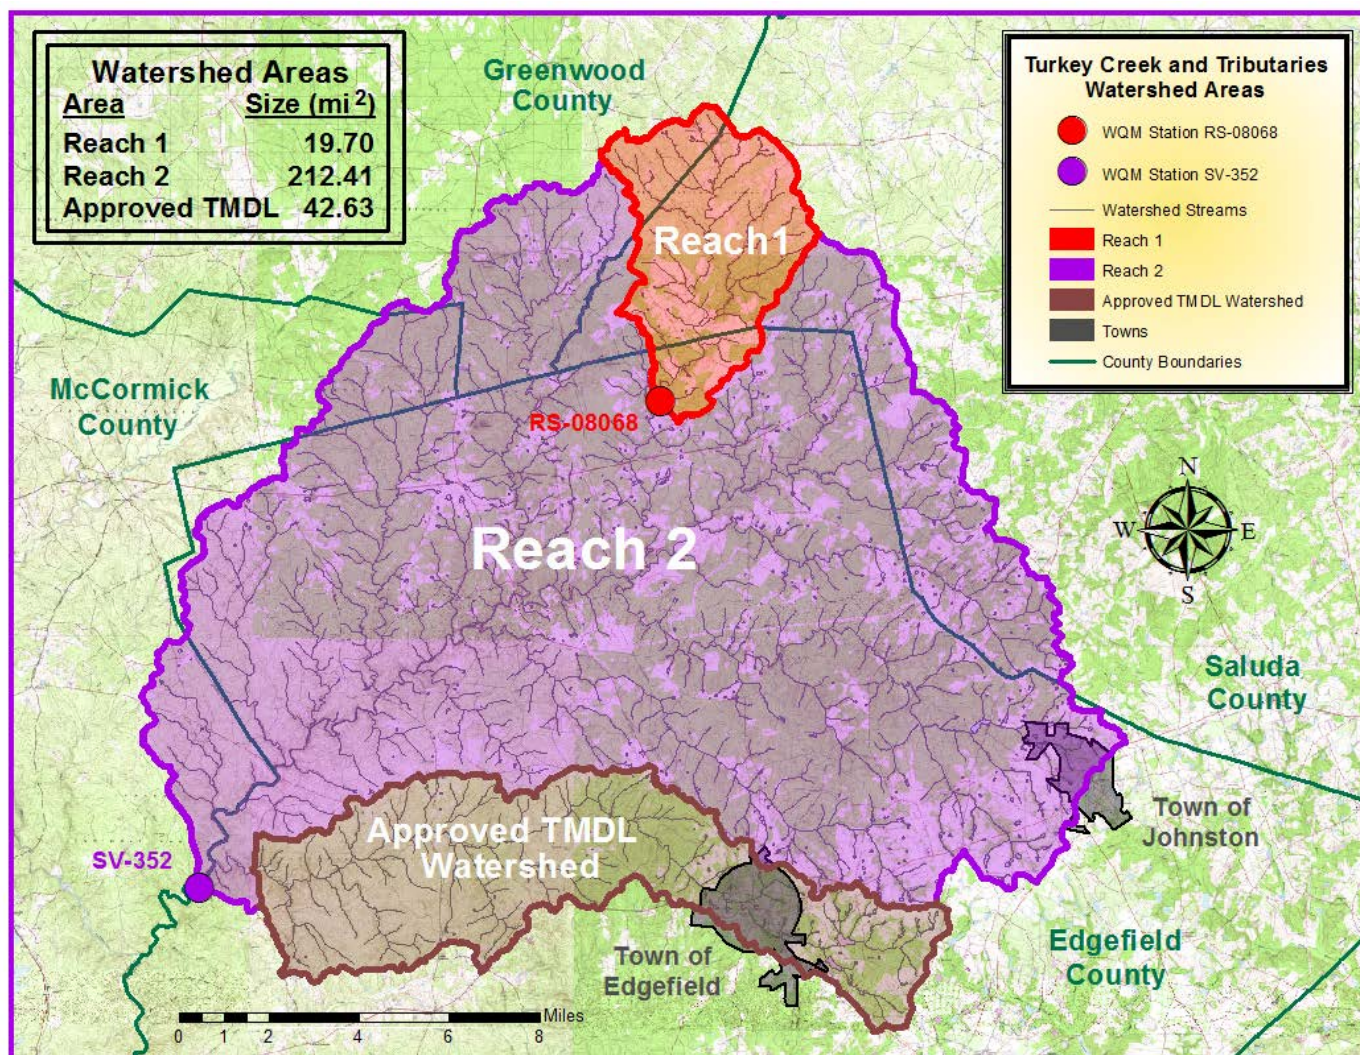 Watershed Areas
Area Size (mi²)
Reach 1 19.70
Reach 2 212.41
Approved TMDL 42.63
Greenwood
County
Turkey Creek and Tributaries
Watershed Areas
WQM Station RS-08068
WQM Station SV-352
Watershed Streams
Reach 1
Reach 2
Approved TMDL Watershed
Towns
County Boundaries
Reach1
McCormick
County
RS-08068
N
W E
S
Reach 2
Saluda
County
Town of
Johnston
Approved TMDL
Watershed
SV-352
Edgefield
County
Town of
Edgefield
Miles
0 1 2 4 6 8